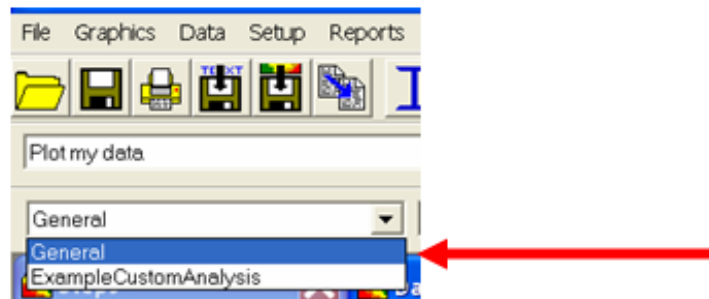 File Graphics Data Setup Reports
TEXT
Plot my data
General
General
ExampleCustomAnalysis